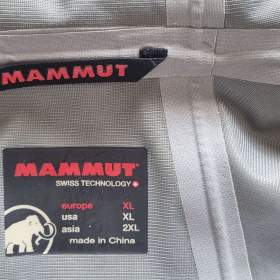 MAMMUT
MAMMUT
SWISS TECHNOLOGY
europe XL
usa XL
asia 2XL
made in China